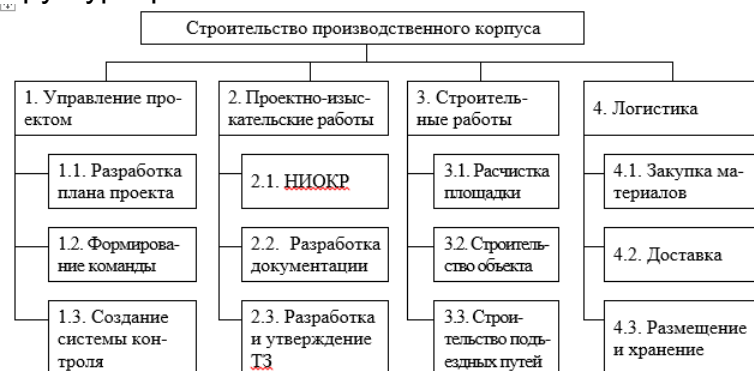 Строительство производственного корпуса
1. Управление про-
ектом
2. Проектно-изыс-
кательские работы
3. Строитель-
ные работы
4. Логистика
1.1. Разработка
плана проекта
2.1. НИОКР
3.1. Расчистка
площадки
4.1. Закупка ма-
териалов
1.2. Формирова-
ние команды
2.2. Разработка
документации
3.2. Строитель-
ство объекта
4.2. Доставка
1.3. Создание
системы кон-
троля
2.3. Разработка
и утверждение
ТЗ
3.3. Строи-
тельство подъ-
ездных путей
4.3. Размещение
и хранение